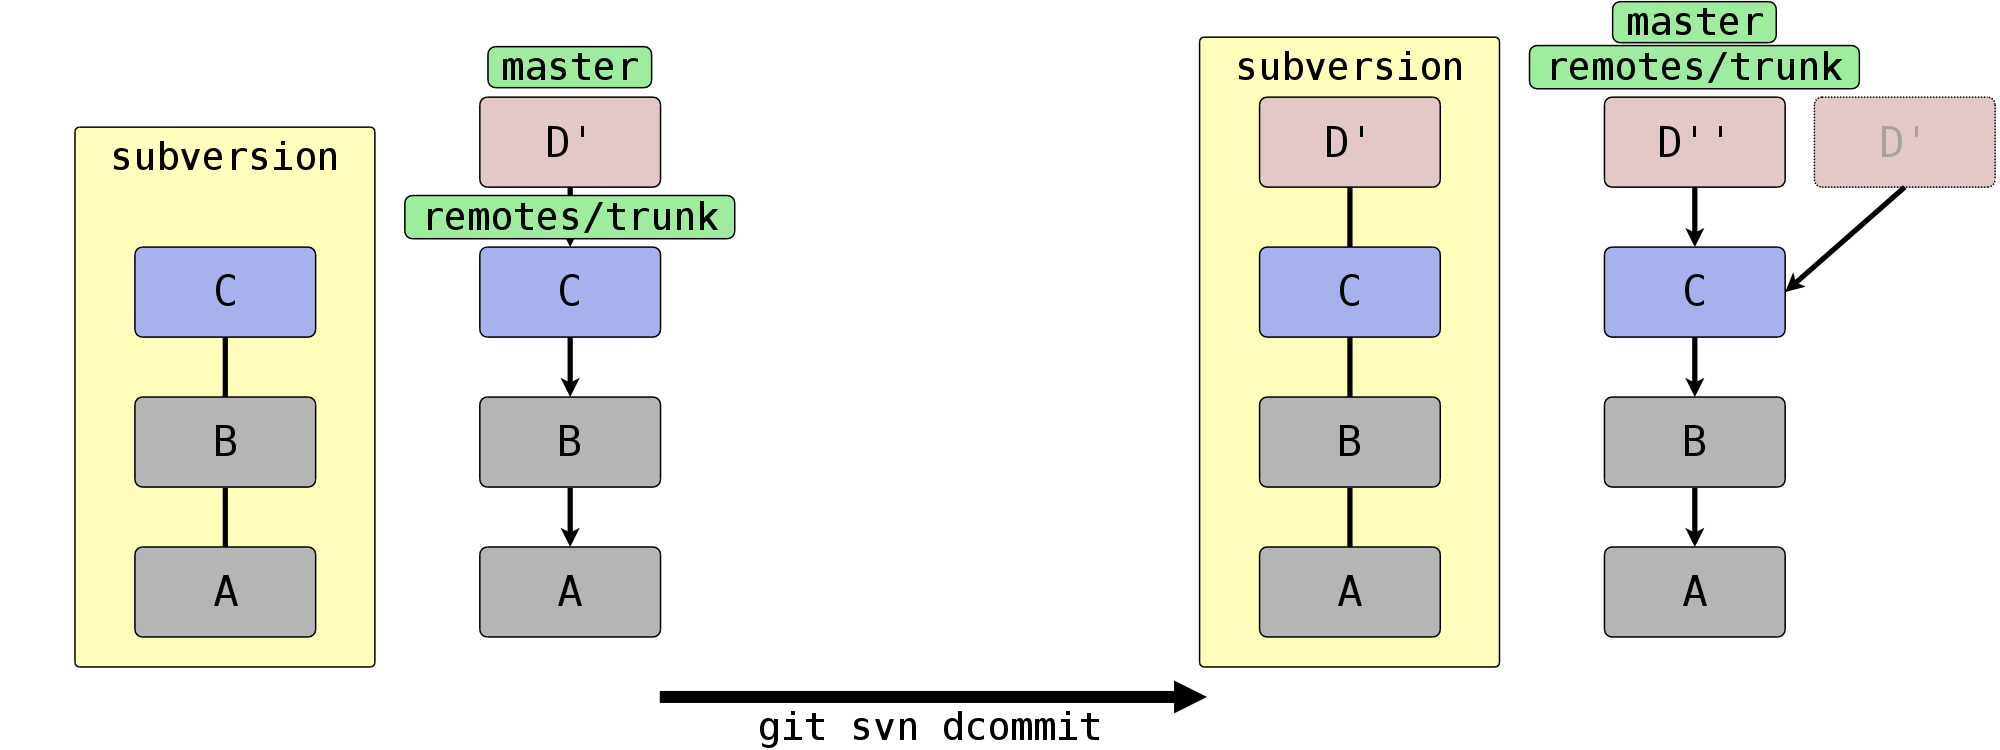 master
subversion
D'
remotes/trunk
C
C
B
B
A
A
git svn dcommit
master
subversion
remotes/trunk
D'
D''
D'
C
C
B
B
A
A